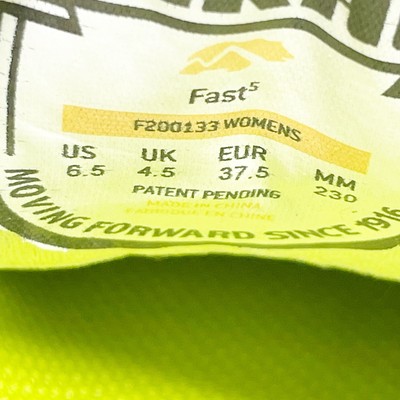 Fast5
F200133 WOMENS
US UK EUR MM
6.5 4.5 37.5 230
PATENT PENDING
MADE IN CHINA
FABRIQUÉ EN CHINE
MOVING FORWARD SINCE 1916